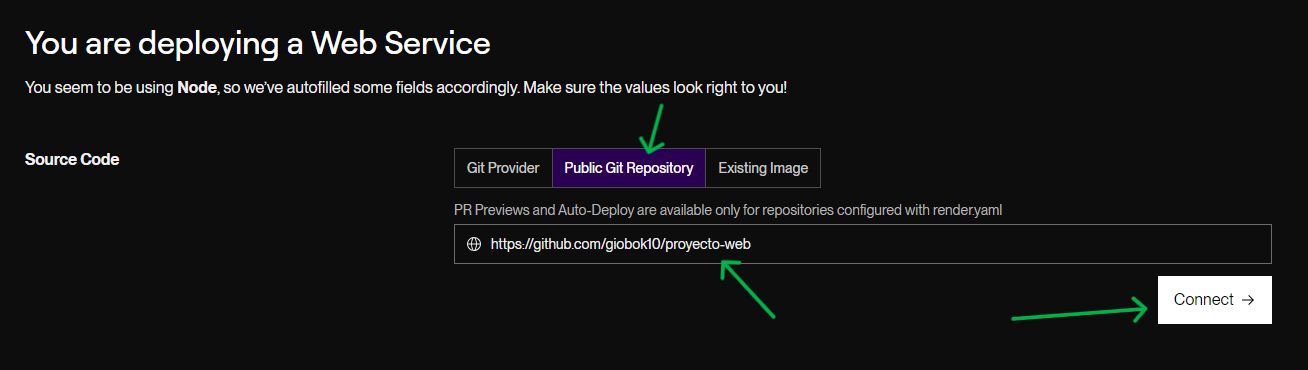 You are deploying a Web Service
You seem to be using Node, so we've autofilled some fields accordingly. Make sure the values look right to you!
Source Code
Git Provider
Public Git Repository
Existing Image
PR Previews and Auto-Deploy are available only for repositories configured with render.yaml
https://github.com/giobok10/proyecto-web
Connect →